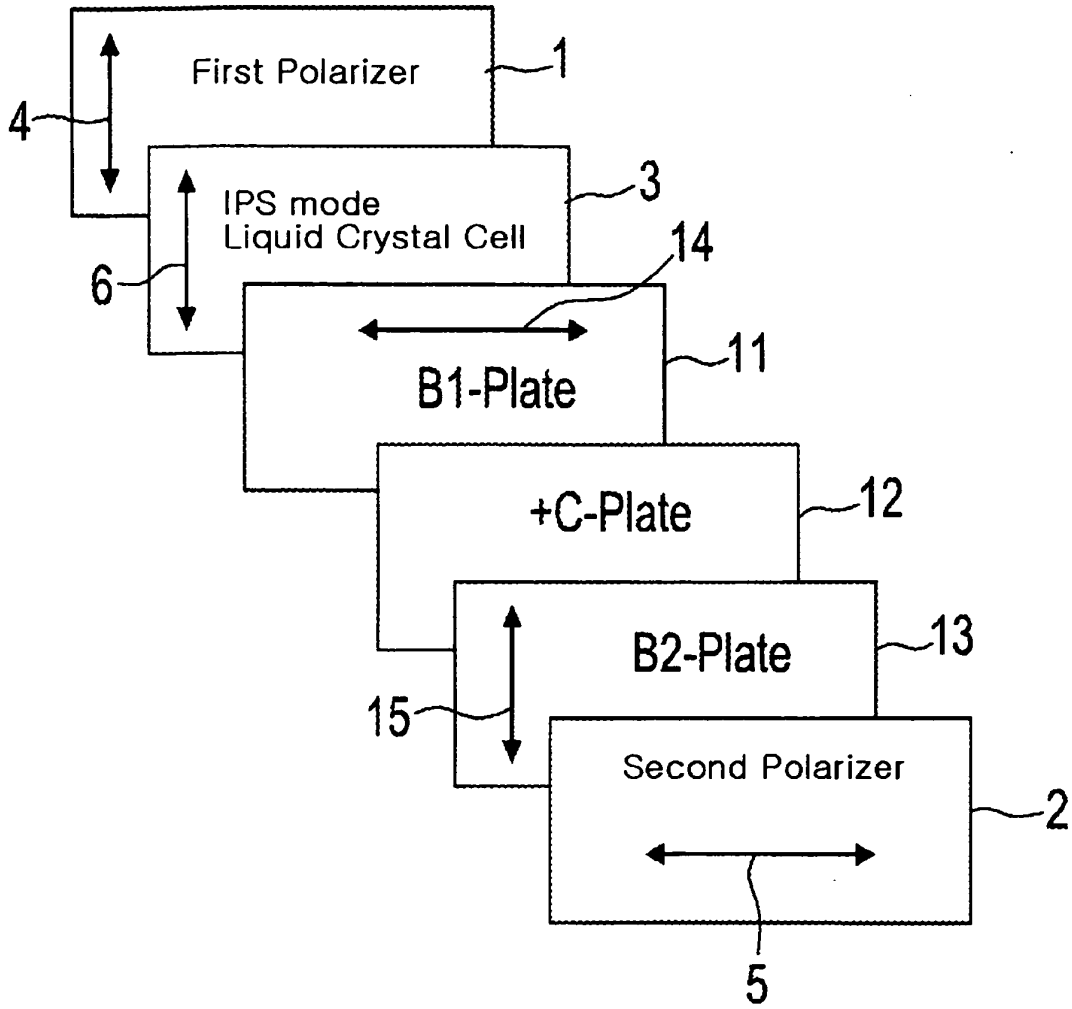 First Polarizer
1
4
IPS mode
Liquid Crystal Cell
3
6
14
B1-Plate
11
+C-Plate
12
B2-Plate
13
15
Second Polarizer
2
5